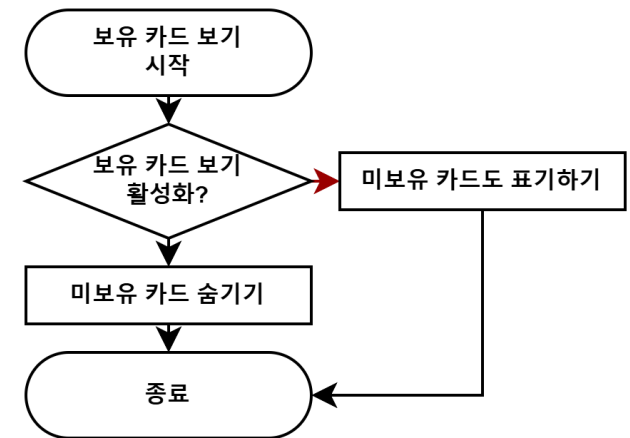 보유 카드 보기
시작
보유 카드 보기
활성화?
미보유 카드도 표기하기
미보유 카드 숨기기
종료